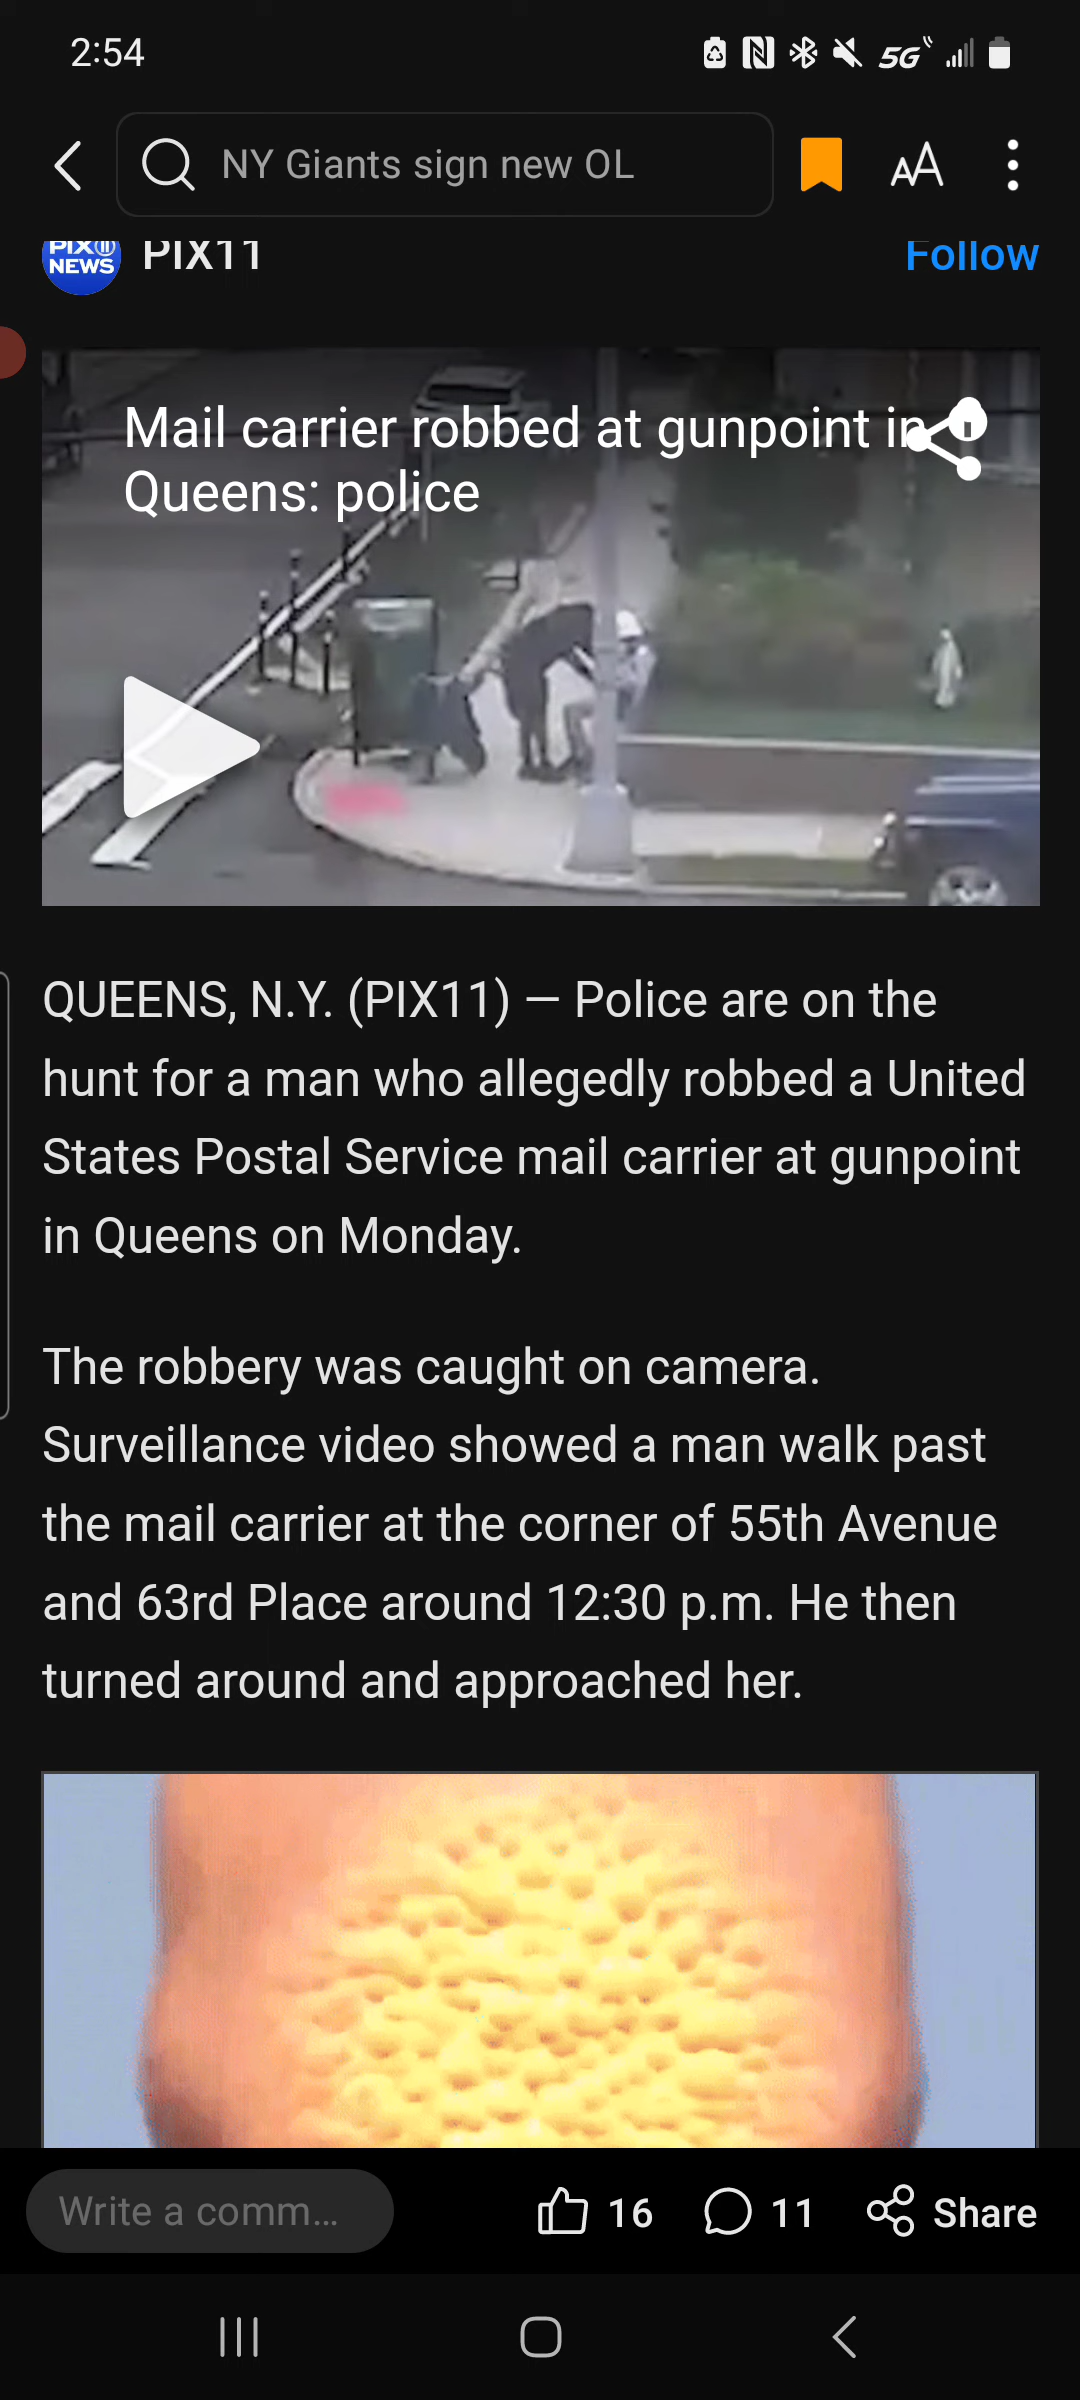 2:54
5G
NY Giants sign new OL
AA
PIX11
NEWS
PIX11
Follow
Mail carrier robbed at gunpoint in
Queens: police
QUEENS, N.Y. (PIX11) — Police are on the
hunt for a man who allegedly robbed a United
States Postal Service mail carrier at gunpoint
in Queens on Monday.
The robbery was caught on camera.
Surveillance video showed a man walk past
the mail carrier at the corner of 55th Avenue
and 63rd Place around 12:30 p.m. He then
turned around and approached her.
Write a comm...
16
11
Share